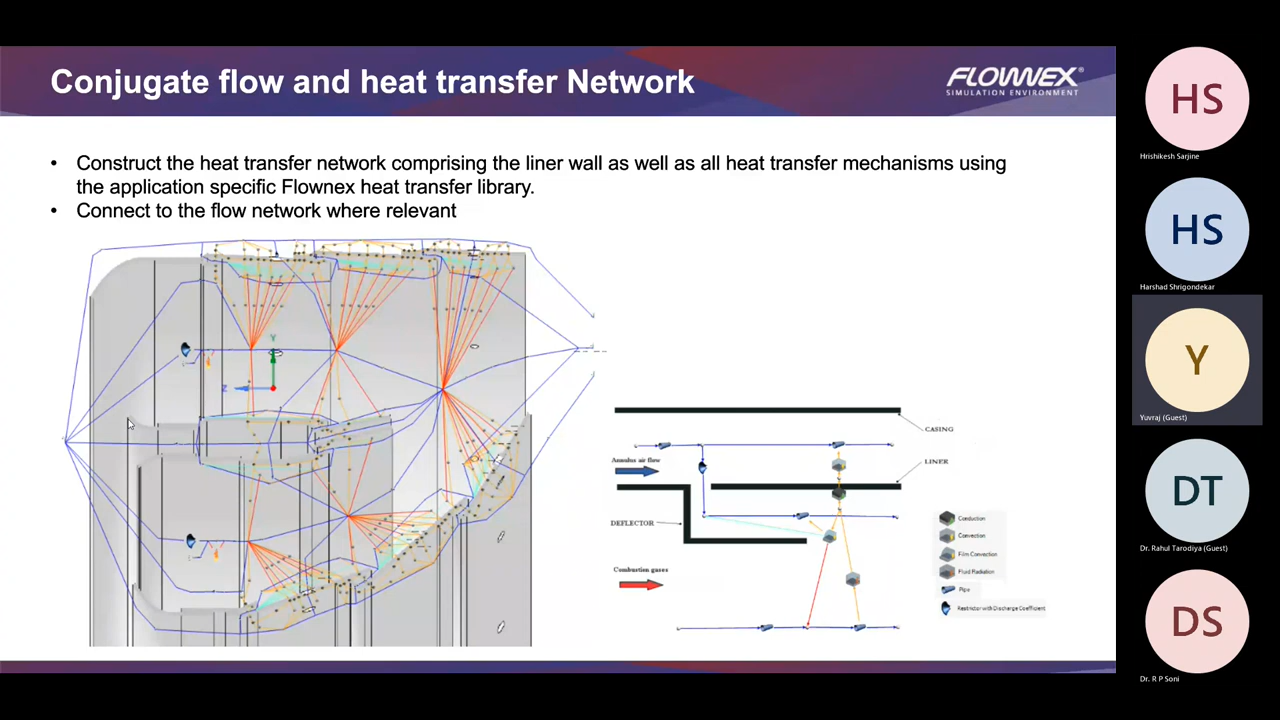 Conjugate flow and heat transfer Network
FLOWNEX®
SIMULATION ENVIRONMENT
• Construct the heat transfer network comprising the liner wall as well as all heat transfer mechanisms using
the application specific Flownex heat transfer library.
• Connect to the flow network where relevant
Y
Z
CASING
Annulus air flow
LINER
DEFLECTOR
Combustion gases
Conduction
Convection
Film Convection
Fluid Radiation
Pipe
Restrictor with Discharge Coefficient
HS
Hrishikesh Sarjine
HS
Harshad Shrigondekar
Y
Yuvraj (Guest)
DT
Dr. Rahul Tarodiya (Guest)
DS
Dr. R P Soni